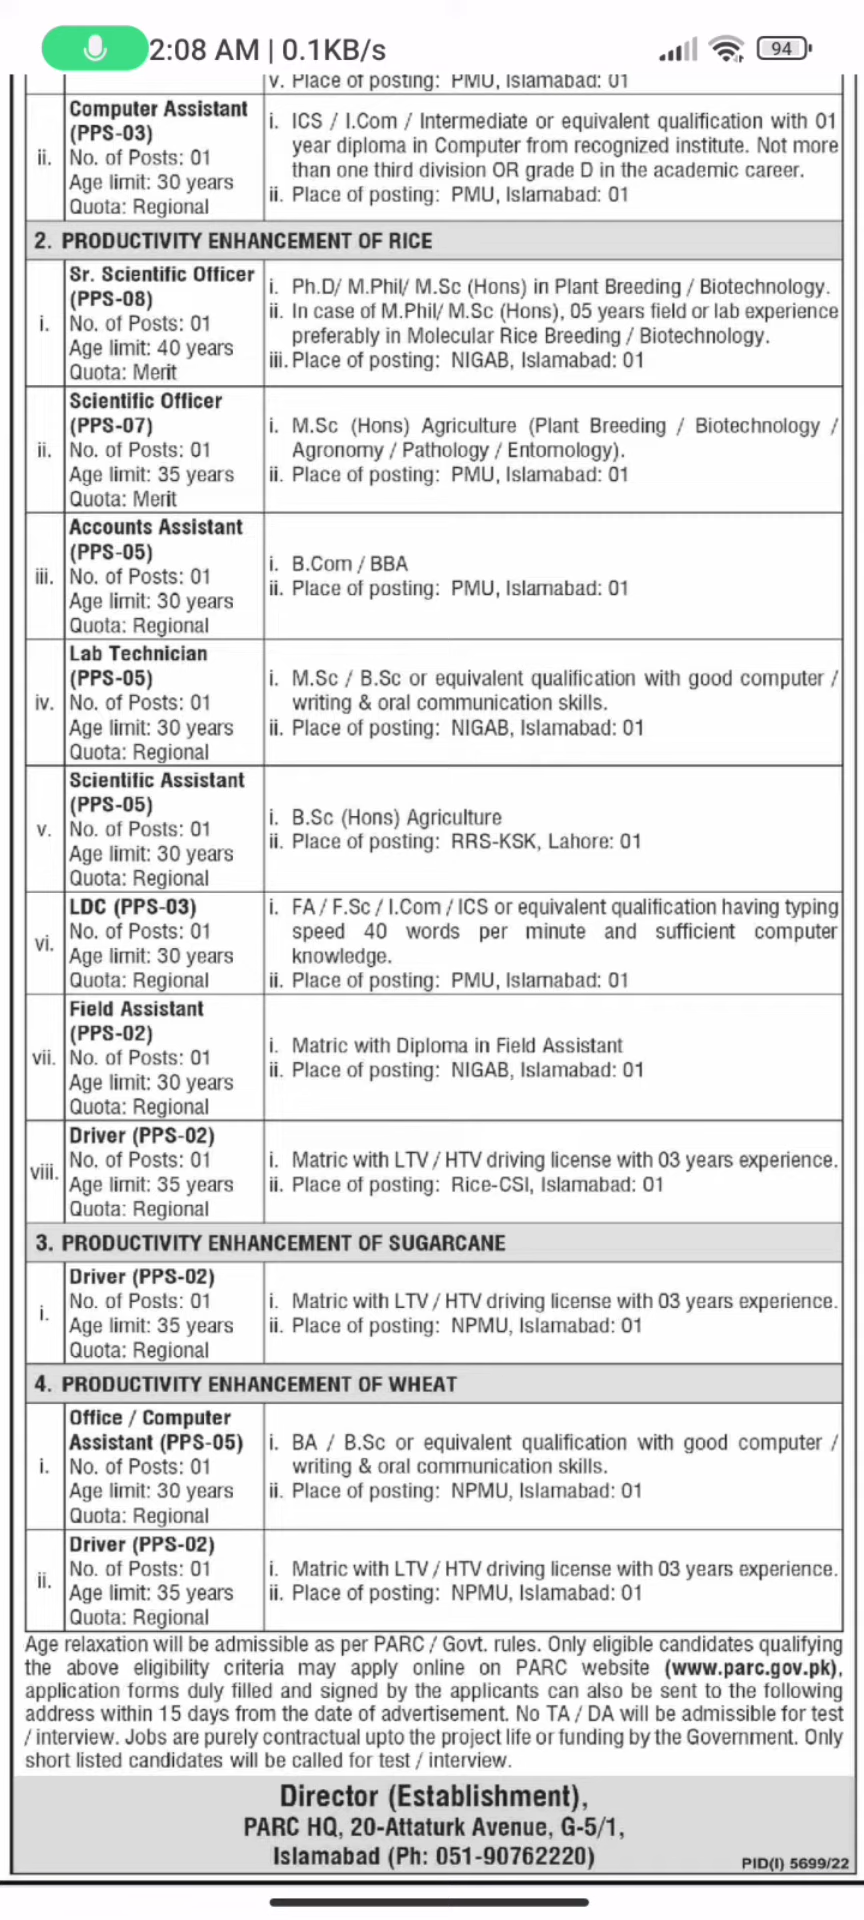 2:08 AM | 0.1KB/s
94
v. Place of posting: PMU, Islamabad: 01
ii.
Computer Assistant
(PPS-03)
No. of Posts: 01
Age limit: 30 years
Quota: Regional
i. ICS / I.Com / Intermediate or equivalent qualification with 01
year diploma in Computer from recognized institute. Not more
than one third division OR grade D in the academic career.
ii. Place of posting: PMU, Islamabad: 01
2. PRODUCTIVITY ENHANCEMENT OF RICE
i.
Sr. Scientific Officer
(PPS-08)
No. of Posts: 01
Age limit: 40 years
Quota: Merit
i. Ph.D/ M.Phil/ M.Sc (Hons) in Plant Breeding / Biotechnology.
ii. In case of M.Phil/ M.Sc (Hons), 05 years field or lab experience
preferably in Molecular Rice Breeding / Biotechnology.
iii. Place of posting: NIGAB, Islamabad: 01
ii.
Scientific Officer
(PPS-07)
No. of Posts: 01
Age limit: 35 years
Quota: Merit
i. M.Sc (Hons) Agriculture (Plant Breeding / Biotechnology /
Agronomy / Pathology / Entomology).
ii. Place of posting: PMU, Islamabad: 01
iii.
Accounts Assistant
(PPS-05)
No. of Posts: 01
Age limit: 30 years
Quota: Regional
i. B.Com / BBA
ii. Place of posting: PMU, Islamabad: 01
iv.
Lab Technician
(PPS-05)
No. of Posts: 01
Age limit: 30 years
Quota: Regional
i. M.Sc / B.Sc or equivalent qualification with good computer /
writing & oral communication skills.
ii. Place of posting: NIGAB, Islamabad: 01
v.
Scientific Assistant
(PPS-05)
No. of Posts: 01
Age limit: 30 years
Quota: Regional
i. B.Sc (Hons) Agriculture
ii. Place of posting: RRS-KSK, Lahore: 01
vi.
LDC (PPS-03)
No. of Posts: 01
Age limit: 30 years
Quota: Regional
i. FA / F.Sc / I.Com / ICS or equivalent qualification having typing
speed 40 words per minute and sufficient computer
knowledge.
ii. Place of posting: PMU, Islamabad: 01
vii.
Field Assistant
(PPS-02)
No. of Posts: 01
Age limit: 30 years
Quota: Regional
i. Matric with Diploma in Field Assistant
ii. Place of posting: NIGAB, Islamabad: 01
viii.
Driver (PPS-02)
No. of Posts: 01
Age limit: 35 years
Quota: Regional
i. Matric with LTV / HTV driving license with 03 years experience.
ii. Place of posting: Rice-CSI, Islamabad: 01
3. PRODUCTIVITY ENHANCEMENT OF SUGARCANE
i.
Driver (PPS-02)
No. of Posts: 01
Age limit: 35 years
Quota: Regional
i. Matric with LTV / HTV driving license with 03 years experience.
ii. Place of posting: NPMU, Islamabad: 01
4. PRODUCTIVITY ENHANCEMENT OF WHEAT
i.
Office / Computer
Assistant (PPS-05)
No. of Posts: 01
Age limit: 30 years
Quota: Regional
i. BA / B.Sc or equivalent qualification with good computer /
writing & oral communication skills.
ii. Place of posting: NPMU, Islamabad: 01
ii.
Driver (PPS-02)
No. of Posts: 01
Age limit: 35 years
Quota: Regional
i. Matric with LTV / HTV driving license with 03 years experience.
ii. Place of posting: NPMU, Islamabad: 01
Age relaxation will be admissible as per PARC / Govt. rules. Only eligible candidates qualifying
the above eligibility criteria may apply online on PARC website (www.parc.gov.pk),
application forms duly filled and signed by the applicants can also be sent to the following
address within 15 days from the date of advertisement. No TA / DA will be admissible for test
/ interview. Jobs are purely contractual upto the project life or funding by the Government. Only
short listed candidates will be called for test / interview.
Director (Establishment),
PARC HQ, 20-Attaturk Avenue, G-5/1,
Islamabad (Ph: 051-90762220)
PID(I) 5699/22